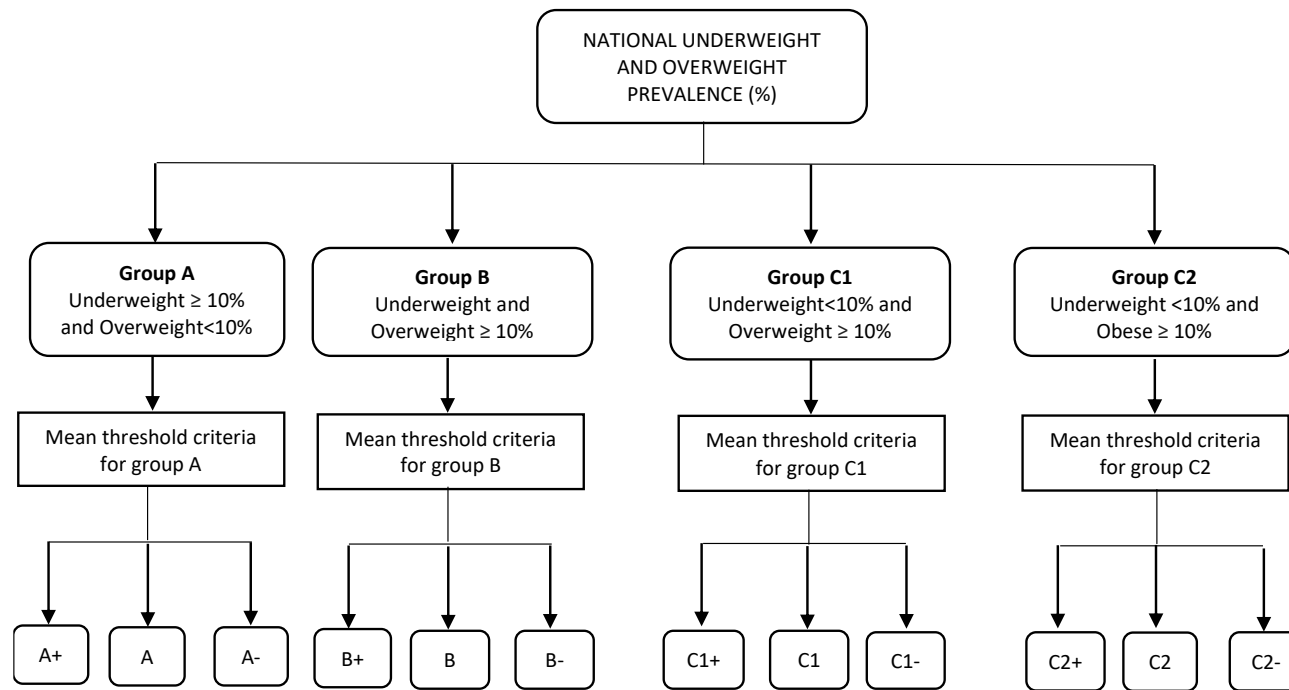 NATIONAL UNDERWEIGHT
AND OVERWEIGHT
PREVALENCE (%)
Group A
Underweight ≥ 10%
and Overweight<10%
Group B
Underweight and
Overweight ≥ 10%
Group C1
Underweight<10% and
Overweight ≥ 10%
Group C2
Underweight <10% and
Obese ≥ 10%
Mean threshold criteria
for group A
Mean threshold criteria
for group B
Mean threshold criteria
for group C1
Mean threshold criteria
for group C2
A+
A
A-
B+
B
B-
C1+
C1
C1-
C2+
C2
C2-